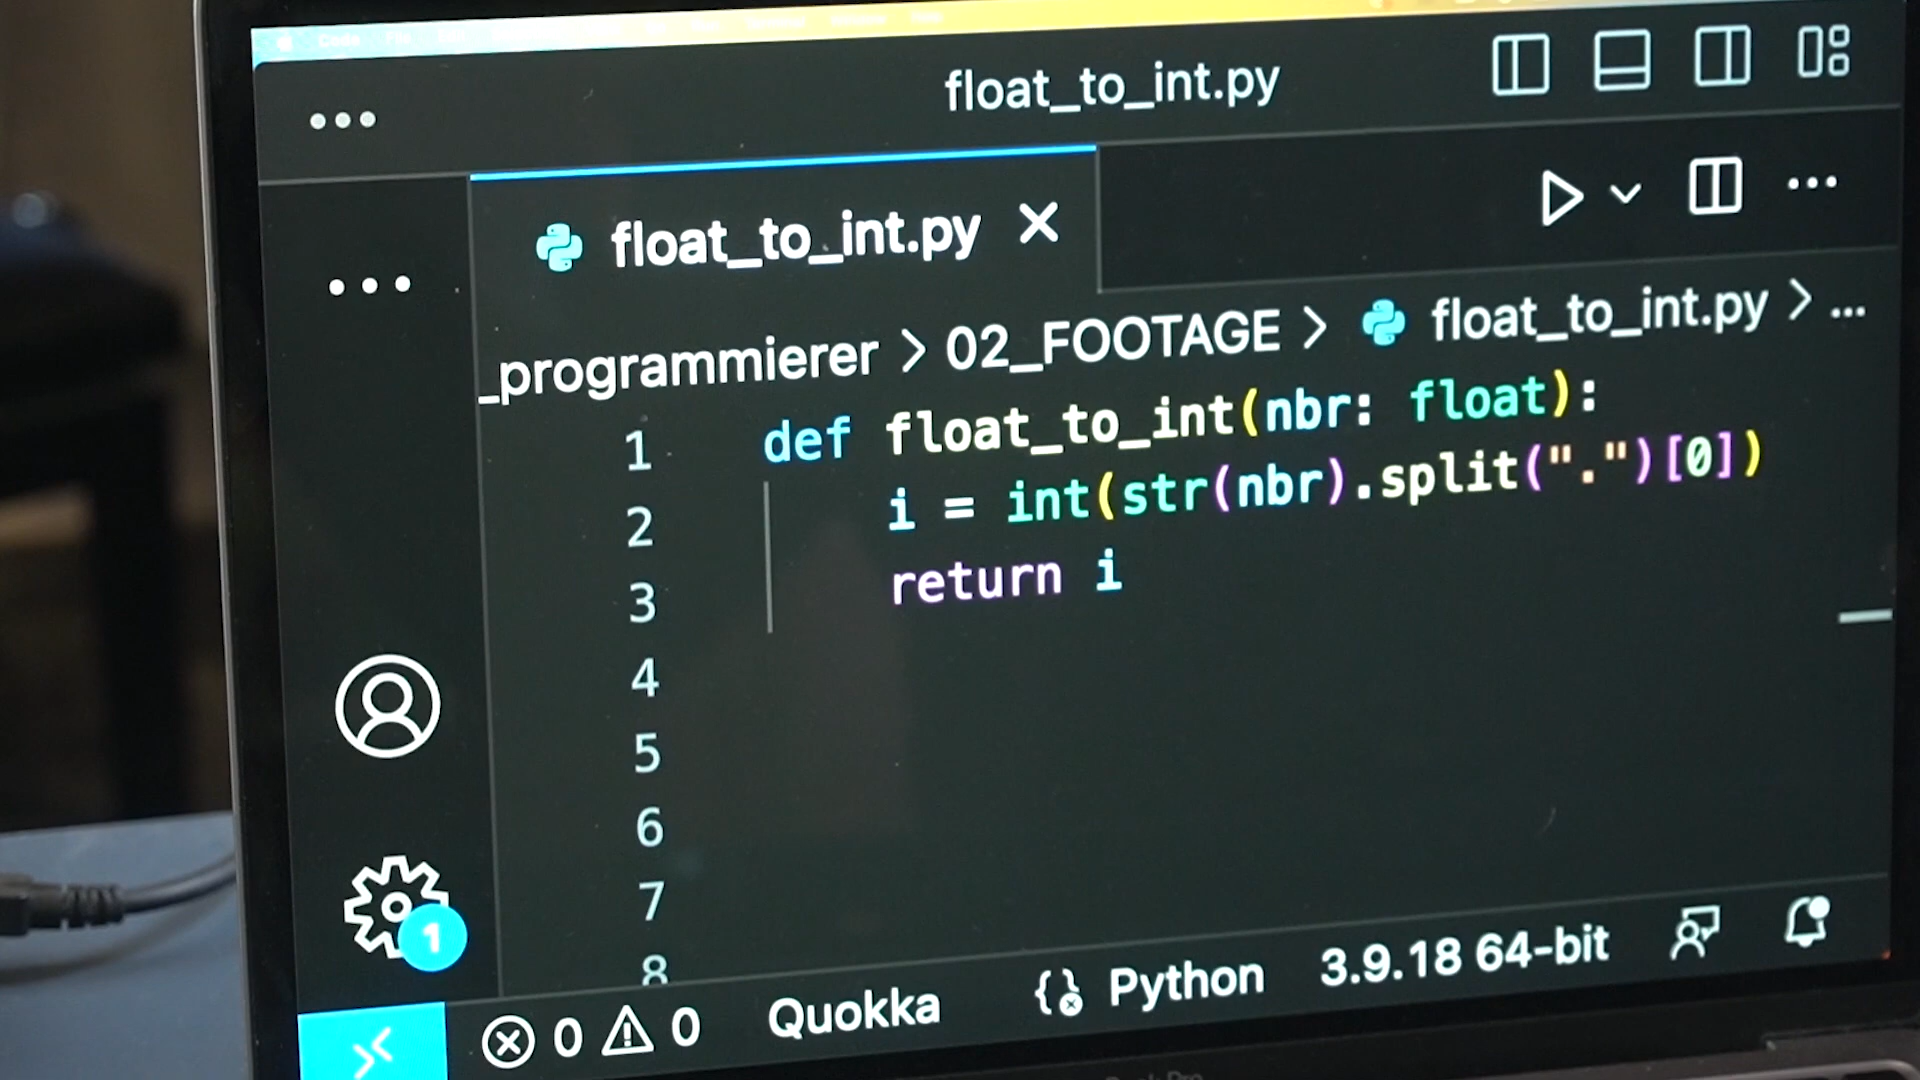 Code
float_to_int.py
float_to_int.py
_programmierer > 02_FOOTAGE > float_to_int.py > ...
1 def float_to_int(nbr: float):
2 i = int(str(nbr).split(".")[0])
3 return i
4
5
6
7
8
1
0 0 Quokka Python 3.9.18 64-bit